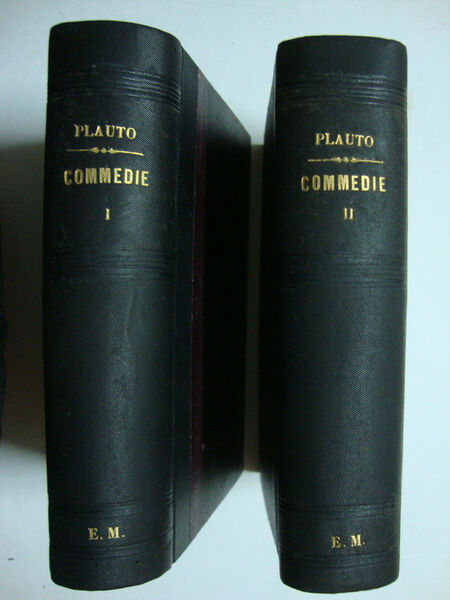 PLAUTO
COMMEDIE
I
E. M.
PLAUTO
COMMEDIE
II
E. M.